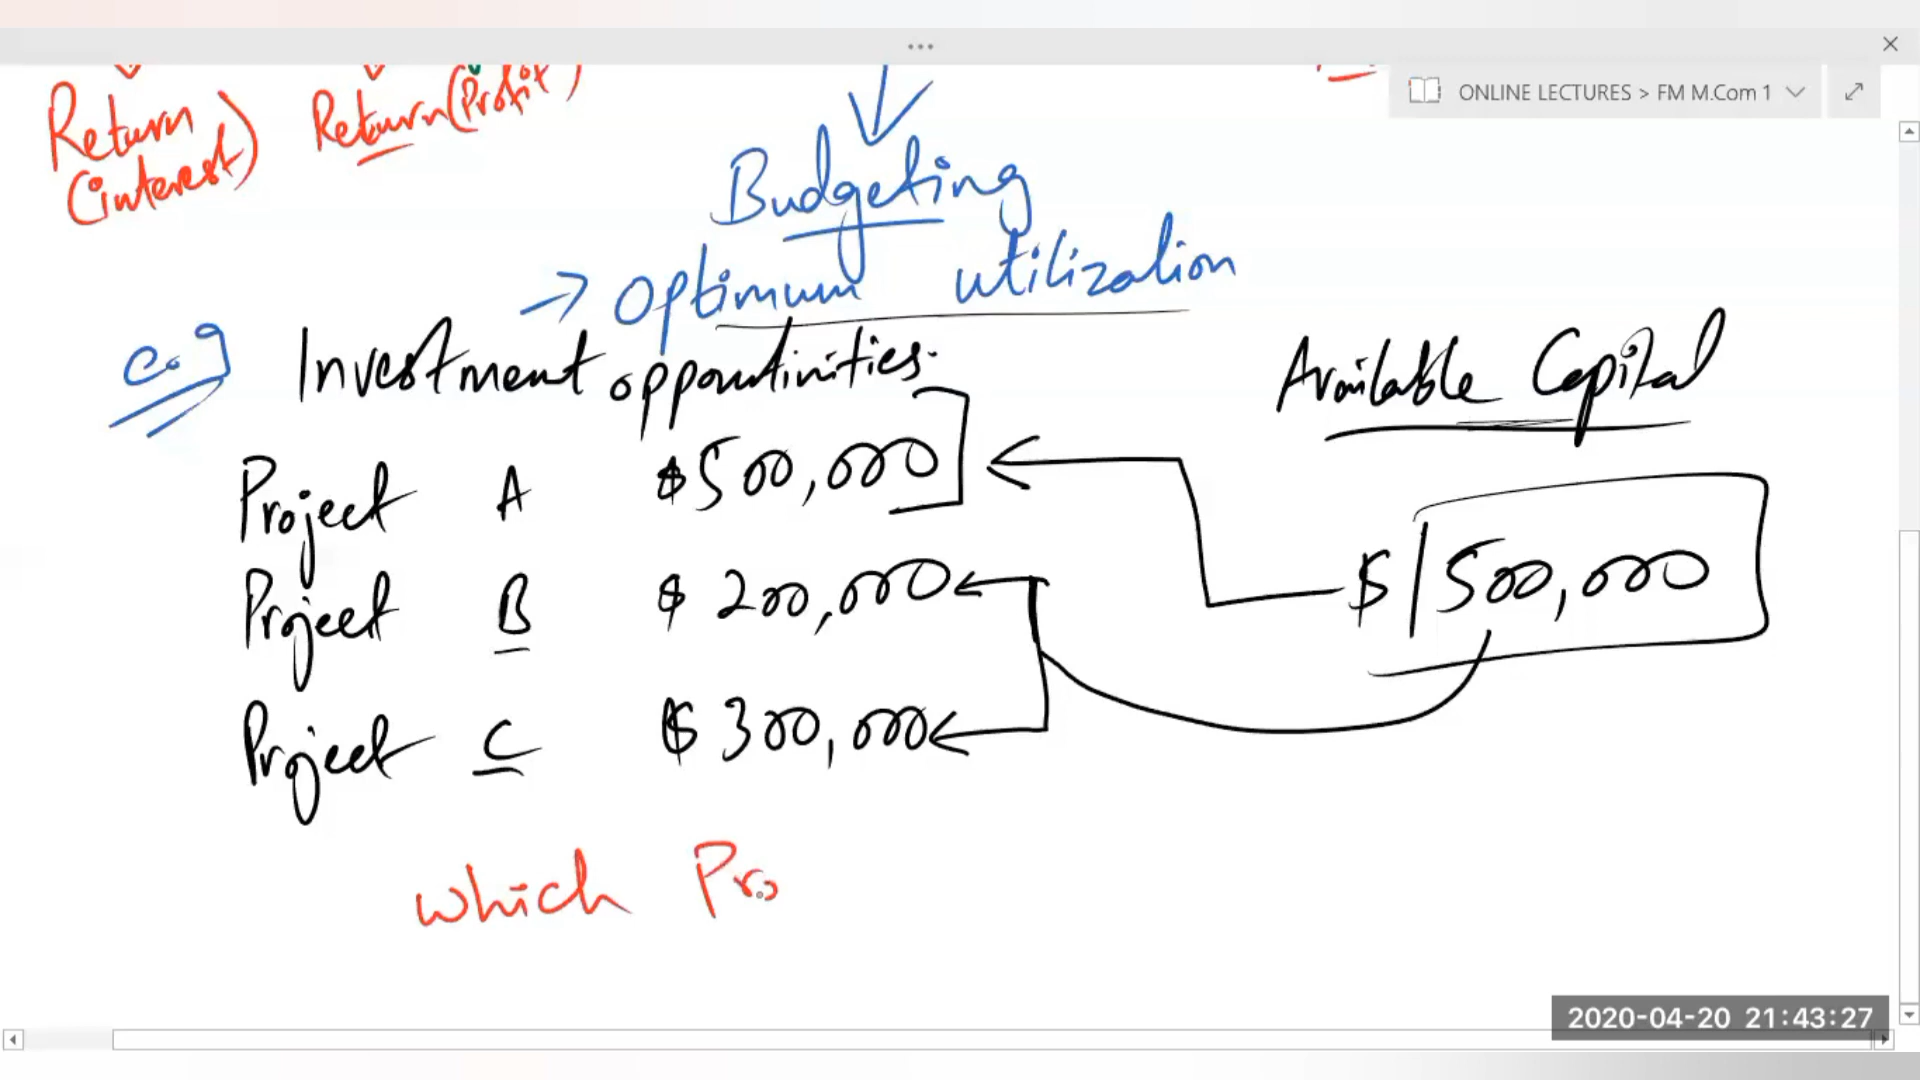 ONLINE LECTURES > FM M.Com 1
Return (interest)
Return (Profit)
Budgeting
→ Optimum utilization
e.g Investment opportinities.
Available Capital
Project A $500,000
$ 500,000
Project B $ 200,000
Project C $ 300,000
which Pro
2020-04-20 21:43:27